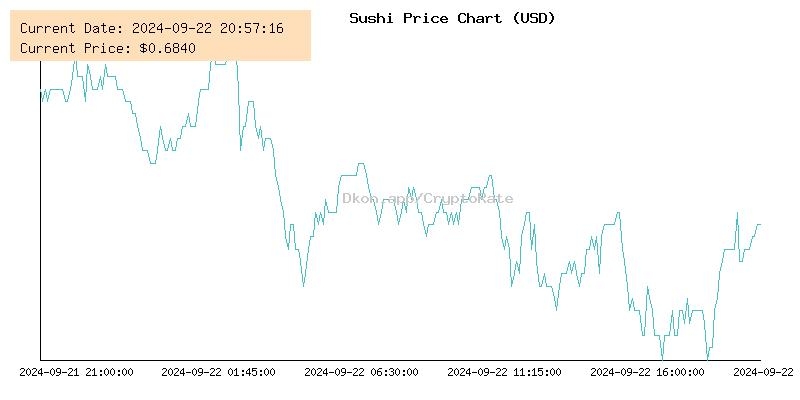 Sushi Price Chart (USD)
Current Date: 2024-09-22 20:57:16
Current Price: $0.6840
Dkoh.app/CryptoKate
2024-09-21 21:00:00 2024-09-22 01:45:00 2024-09-22 06:30:00 2024-09-22 11:15:00 2024-09-22 16:00:00 2024-09-22